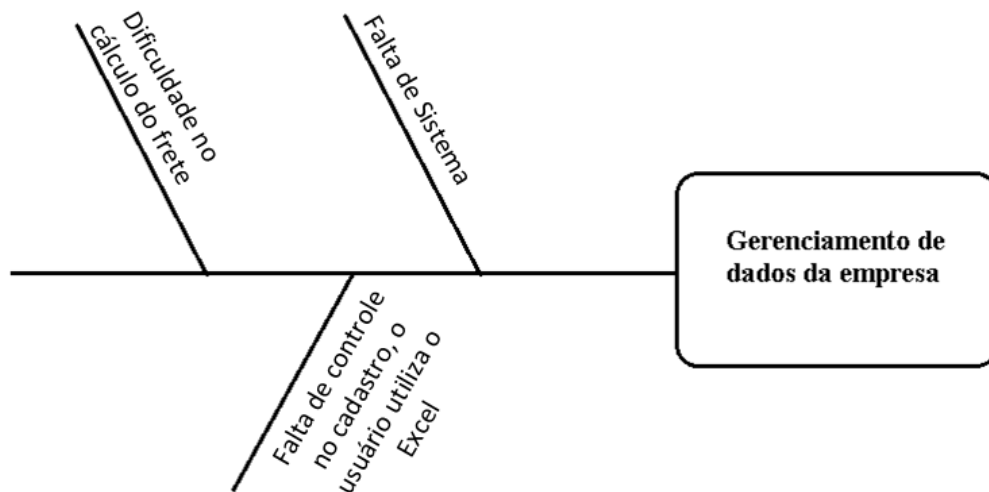 Dificuldade no
cálculo do frete
Falta de Sistema
Gerenciamento de
dados da empresa
Falta de controle
no cadastro, o
usuário utiliza o
Excel